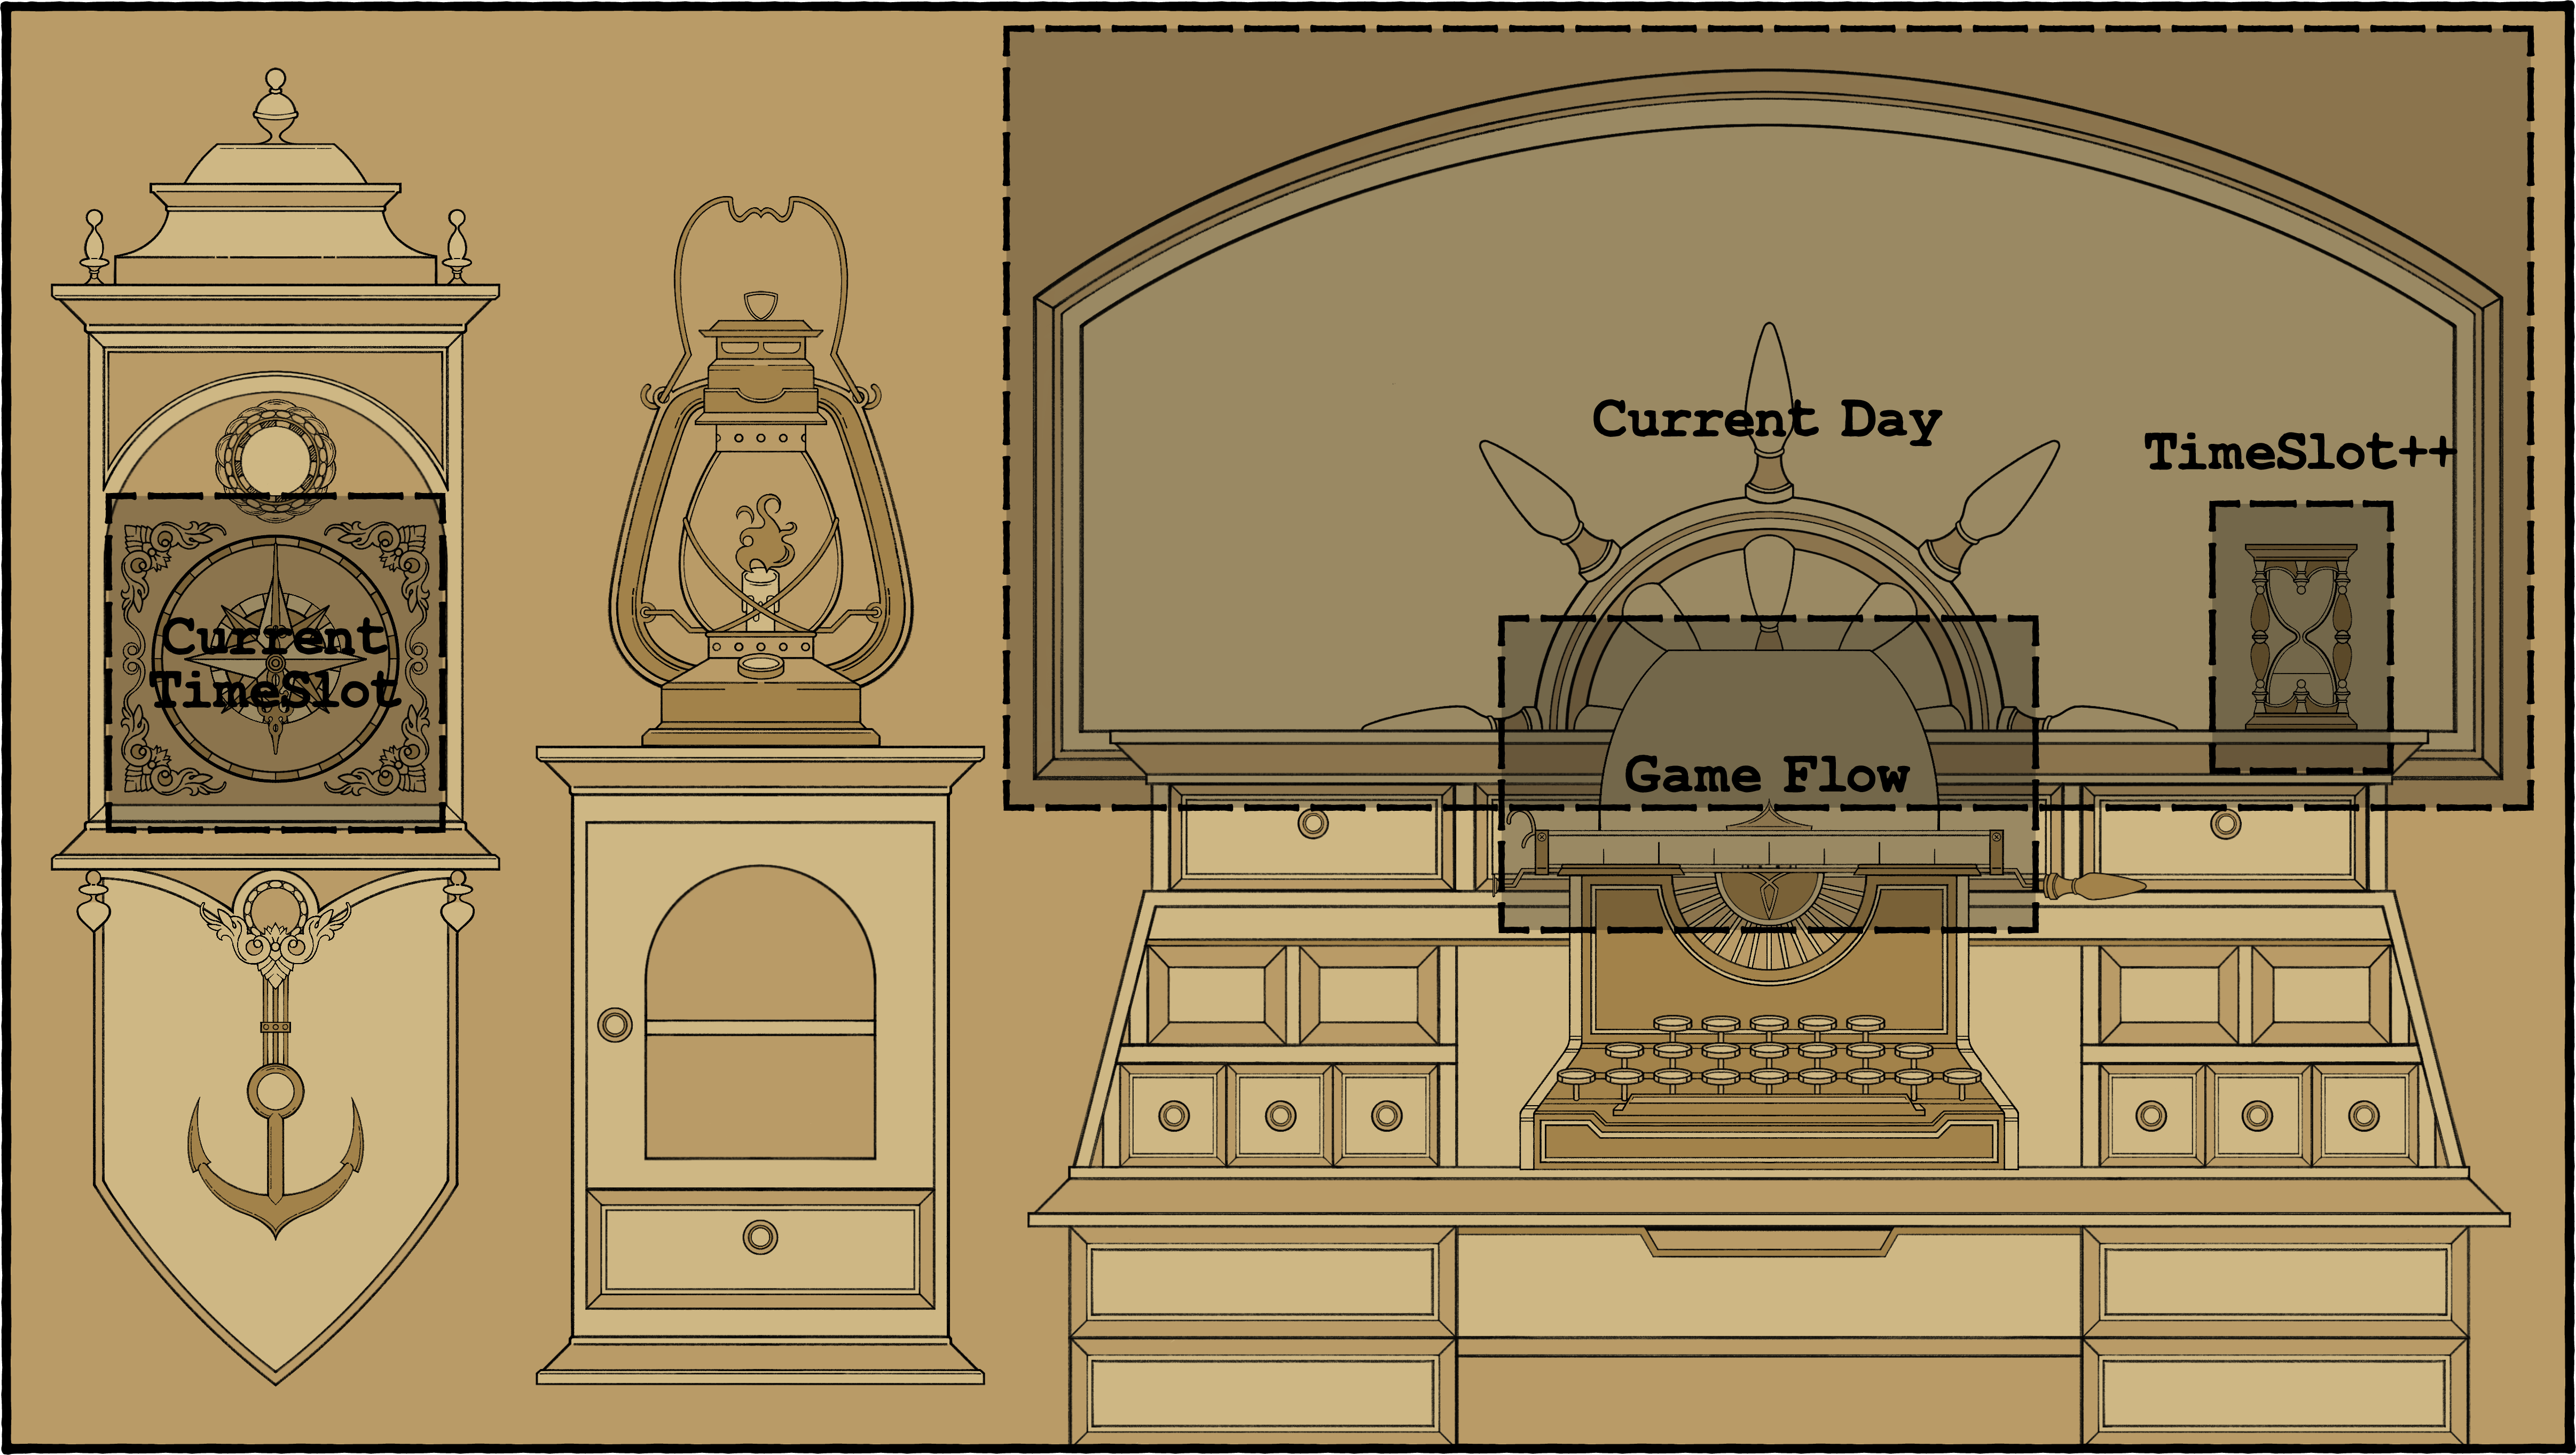 Current Day
TimeSlot++
Current
TimeSlot
Game Flow